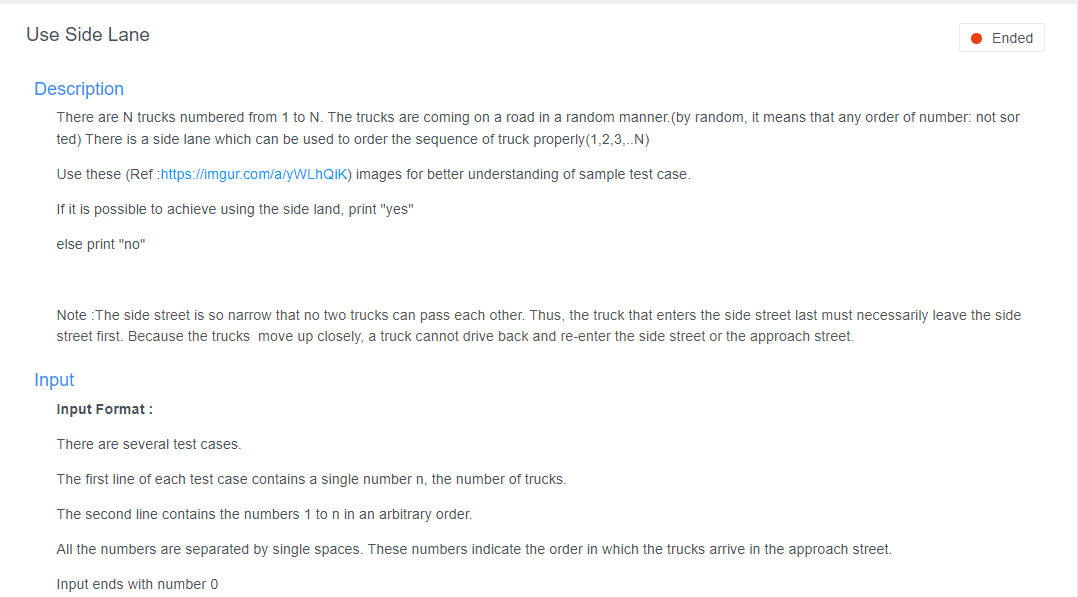 Use Side Lane
Ended
Description
There are N trucks numbered from 1 to N. The trucks are coming on a road in a random manner.(by random, it means that any order of number: not sor
ted) There is a side lane which can be used to order the sequence of truck properly(1,2,3,..N)
Use these (Ref :https://imgur.com/a/yWLhQiK) images for better understanding of sample test case.
If it is possible to achieve using the side land, print "yes"
else print "no"
Note :The side street is so narrow that no two trucks can pass each other. Thus, the truck that enters the side street last must necessarily leave the side
street first. Because the trucks  move up closely, a truck cannot drive back and re-enter the side street or the approach street.
Input
Input Format :
There are several test cases.
The first line of each test case contains a single number n, the number of trucks.
The second line contains the numbers 1 to n in an arbitrary order.
All the numbers are separated by single spaces. These numbers indicate the order in which the trucks arrive in the approach street.
Input ends with number 0